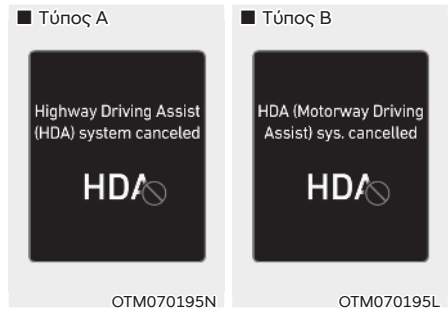 ■ Τύπος A
Highway Driving Assist
(HDA) system canceled
HDA
OTM070195N
■ Τύπος B
HDA (Motorway Driving
Assist) sys. cancelled
HDA
OTM070195L